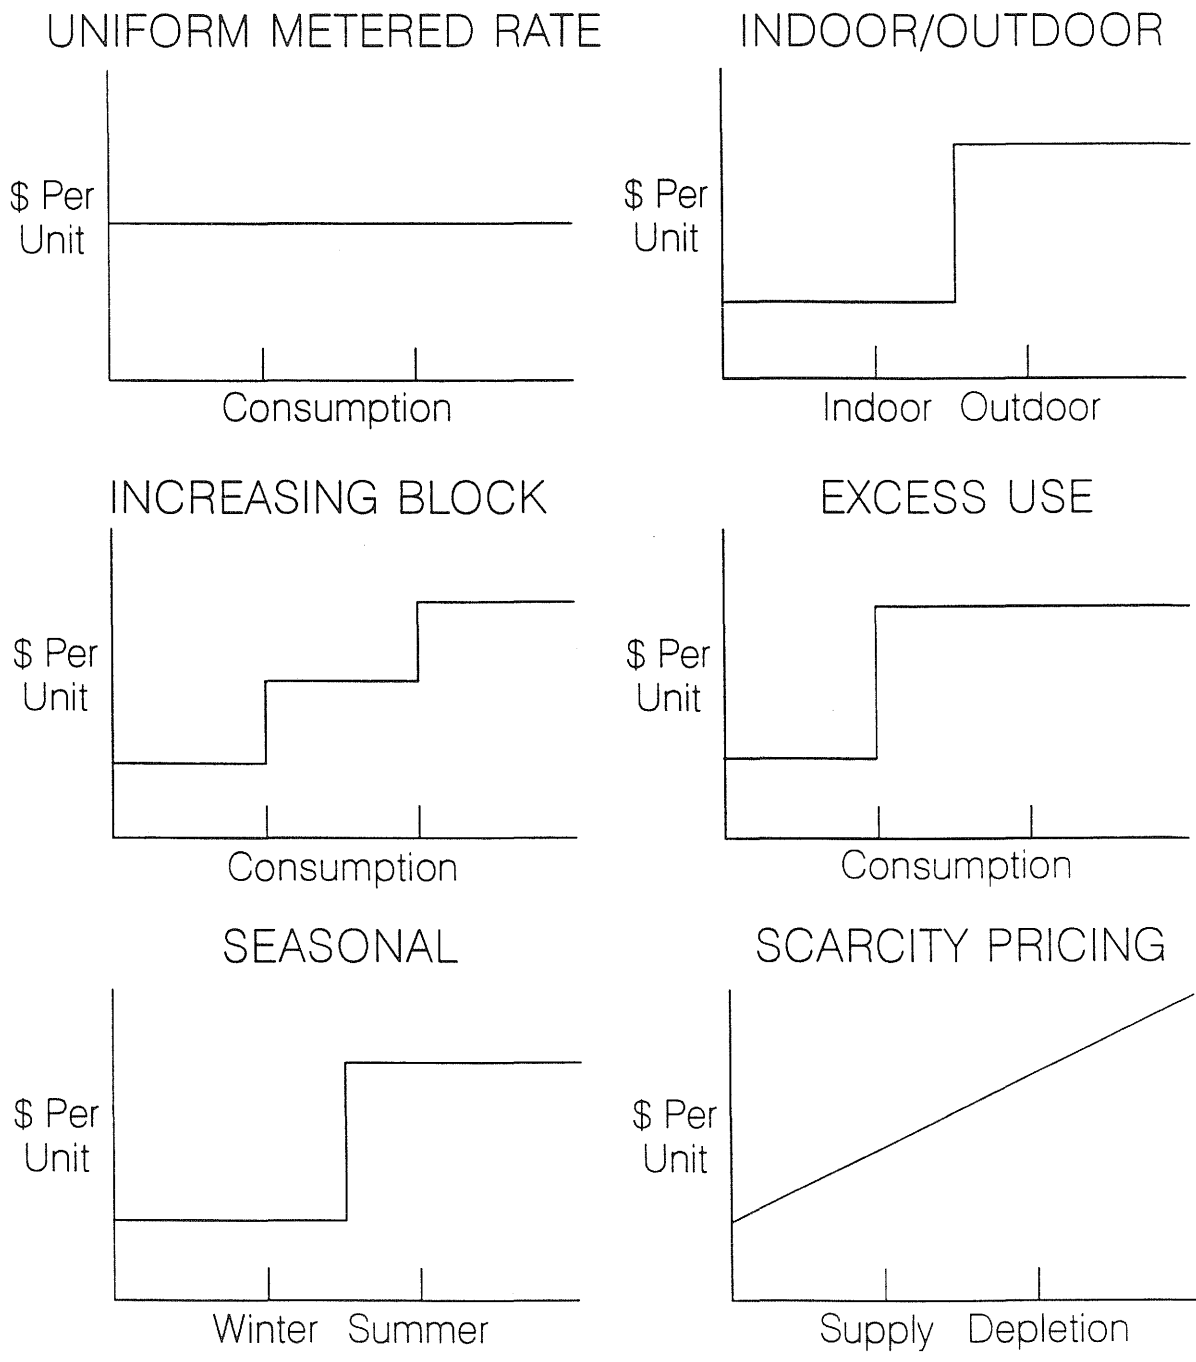 UNIFORM METERED RATE
$ Per
Unit
Consumption
INDOOR/OUTDOOR
$ Per
Unit
Indoor Outdoor
INCREASING BLOCK
$ Per
Unit
Consumption
EXCESS USE
$ Per
Unit
Consumption
SEASONAL
$ Per
Unit
Winter Summer
SCARCITY PRICING
$ Per
Unit
Supply Depletion